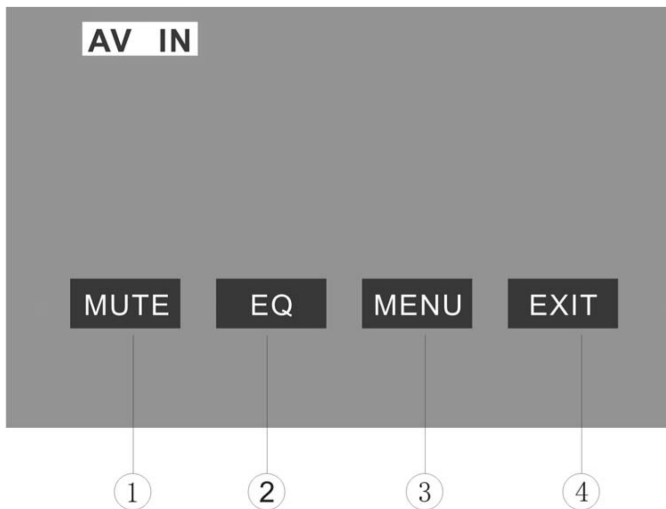 AV IN
MUTE EQ MENU EXIT
① ② ③ ④